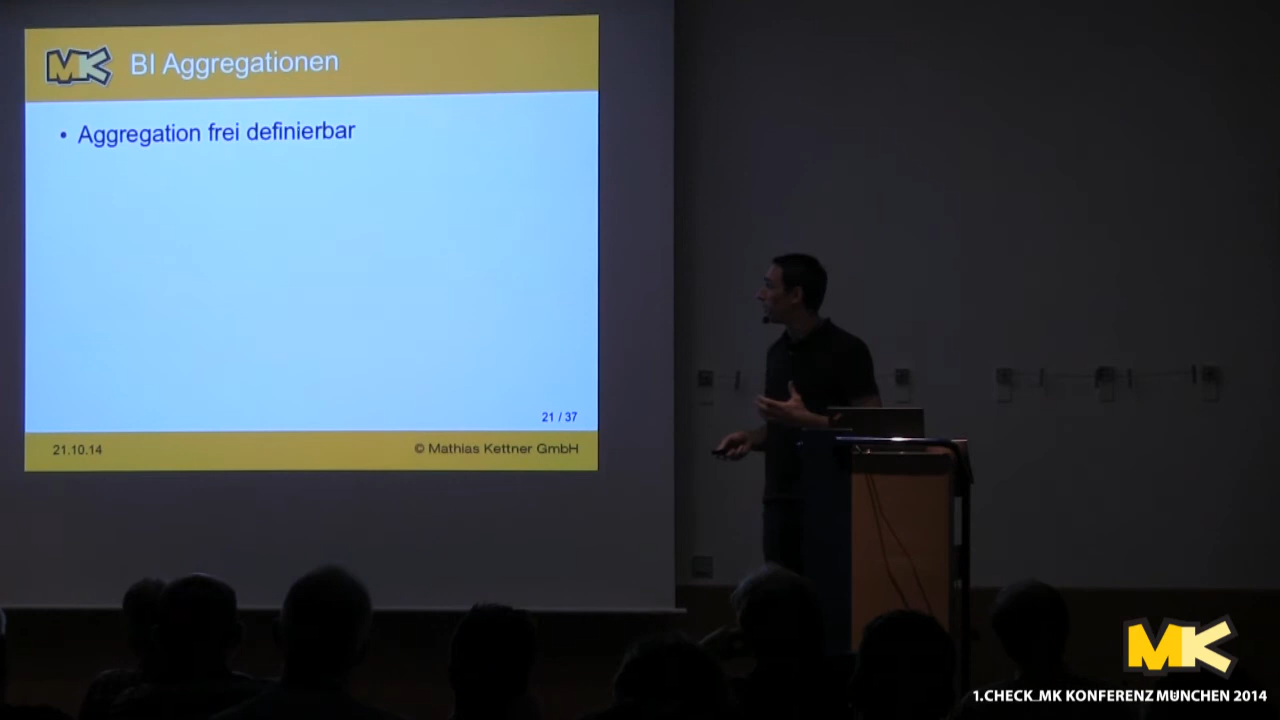 MK BI Aggregationen
• Aggregation frei definierbar
21 / 37
21.10.14 © Mathias Kettner GmbH
MK
1.CHECK_MK KONFERENZ MÜNCHEN 2014